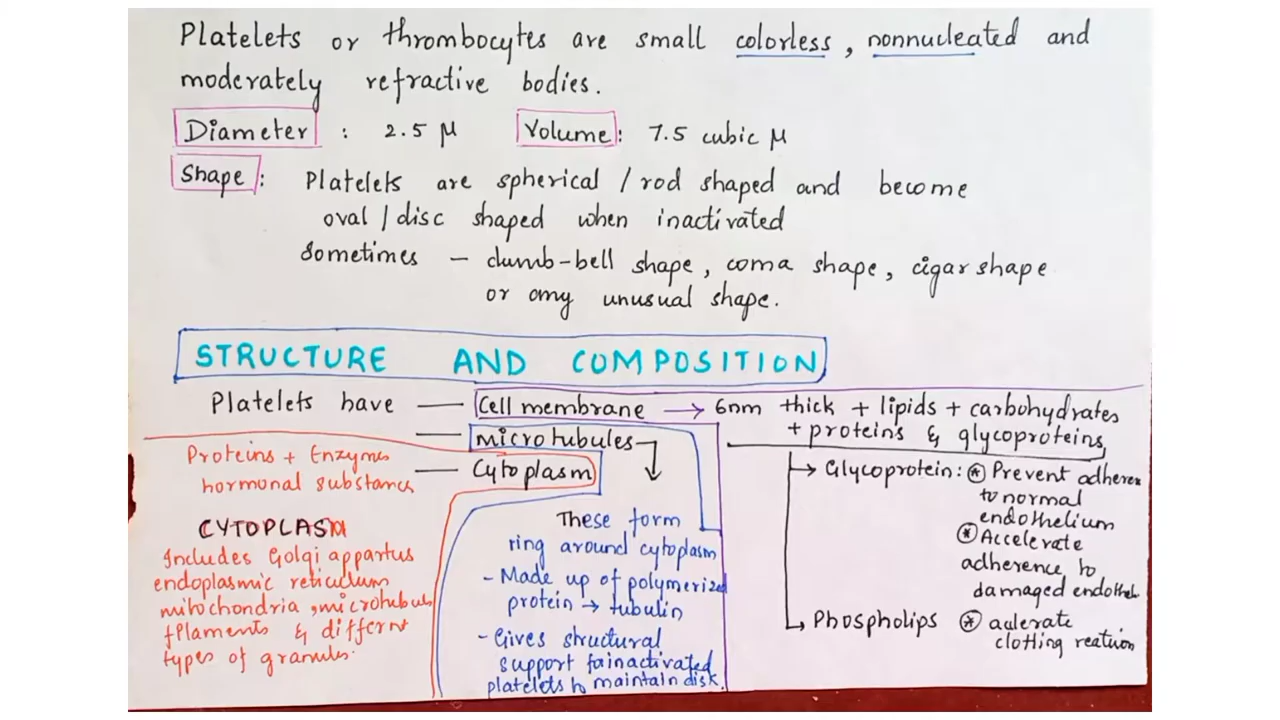 Platelets or thrombocytes are small colorless, nonnucleated and
moderately refractive bodies.
Diameter : 2.5 μ Volume : 7.5 cubic μ
Shape : Platelets are spherical / rod shaped and become
oval / disc shaped when inactivated
Sometimes - dumb-bell shape, coma shape, cigar shape
or any unusual shape.
STRUCTURE AND COMPOSITION
Platelets have — Cell membrane → 6nm thick + lipids + carbohydrates
+ proteins & glycoproteins
— microtubules
— Cytoplasm
Proteins + Enzymes
hormonal substances
CYTOPLASM
Includes Golgi appartus
endoplasmic reticulum
mitochondria, microtubul
filaments & differnt
types of granules.
These form
ring around cytoplasm
- Made up of polymerized
protein → tubulin
- Gives structural
support for inactivated
platelets to maintain disk.
→ Glycoprotein: * Prevent adheren
to normal
endothelium
* Accelerate
adherence to
damaged endothel.
→ Phospholips * aclerate
clotting reation